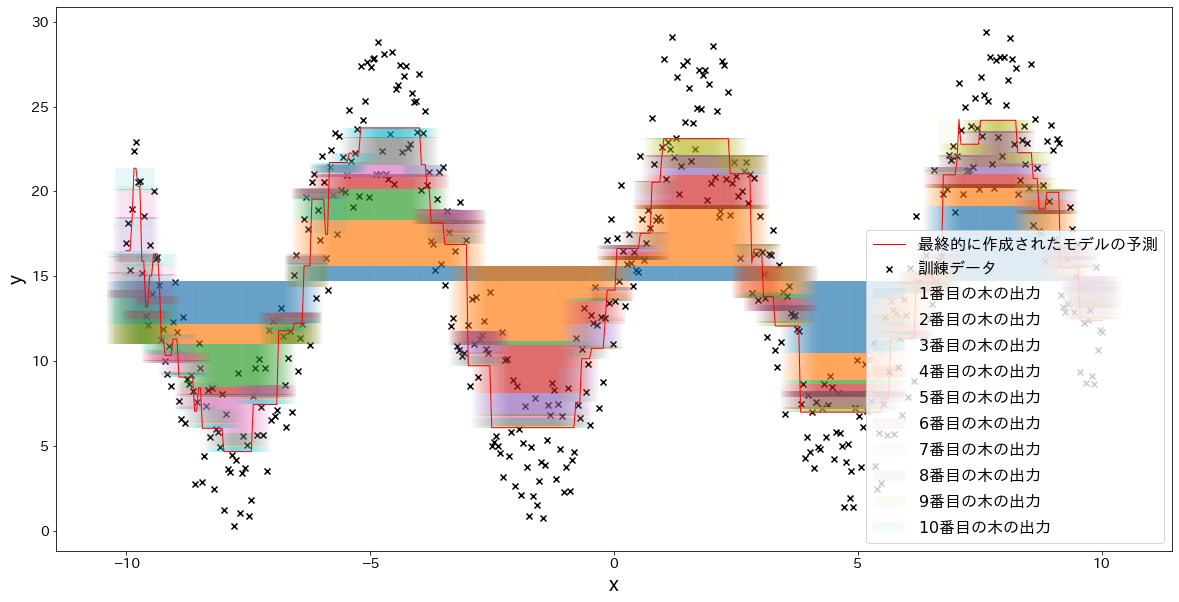 30
25
20
15
10
5
0
y
−10
−5
0
5
10
x
最終的に作成されたモデルの予測
訓練データ
1番目の木の出力
2番目の木の出力
3番目の木の出力
4番目の木の出力
5番目の木の出力
6番目の木の出力
7番目の木の出力
8番目の木の出力
9番目の木の出力
10番目の木の出力